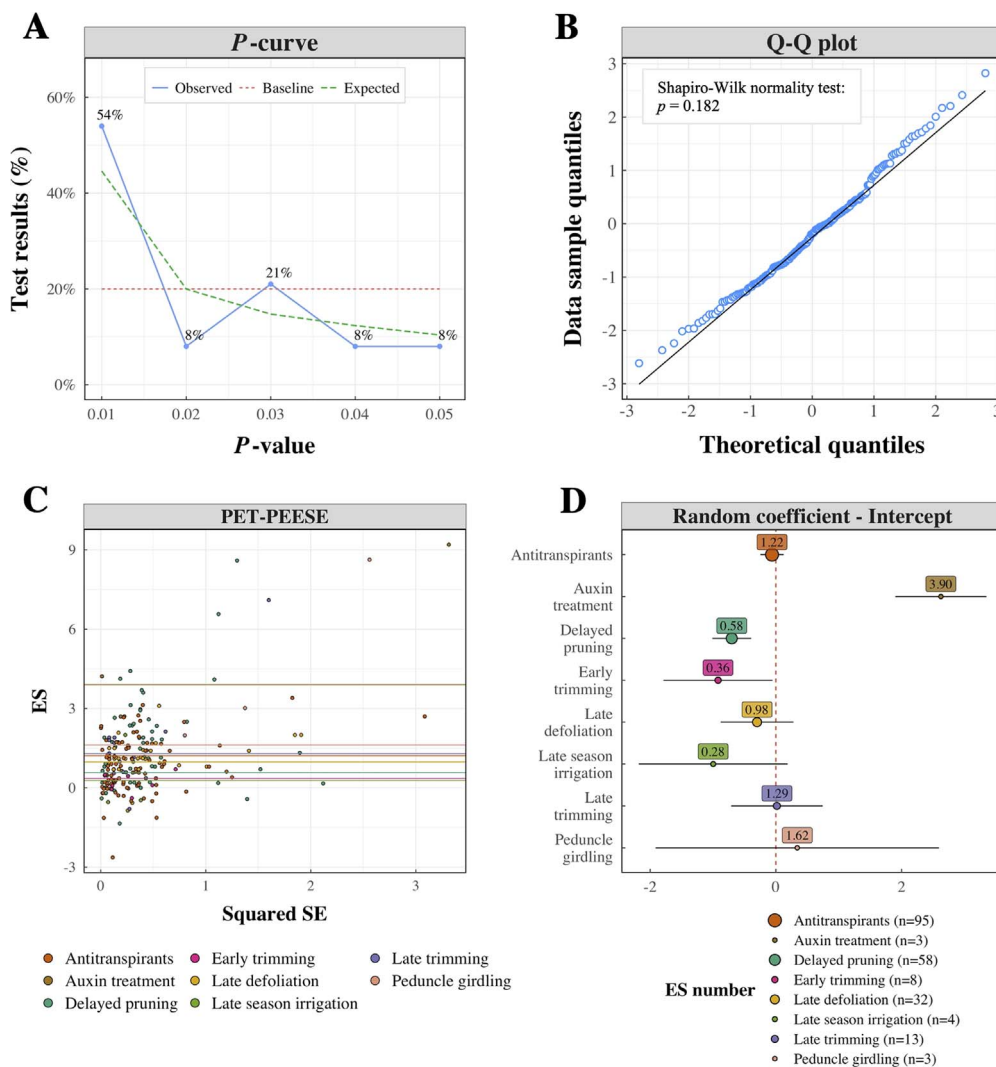 A
P-curve
Observed Baseline Expected
60%
40%
20%
0%
54%
8%
21%
8%
8%
0.01 0.02 0.03 0.04 0.05
Test results (%)
P-value
B
Q-Q plot
Shapiro-Wilk normality test:
p = 0.182
3
2
1
0
-1
-2
-3
-3 -2 -1 0 1 2 3
Data sample quantiles
Theoretical quantiles
C
PET-PEESE
9
6
3
0
-3
0 1 2 3
ES
Squared SE
Antitranspirants Early trimming Late trimming
Auxin treatment Late defoliation Peduncle girdling
Delayed pruning Late season irrigation
D
Random coefficient - Intercept
Antitranspirants
1.22
Auxin
treatment
3.90
Delayed
pruning
0.58
Early
trimming
0.36
Late
defoliation
0.98
Late season
irrigation
0.28
Late
trimming
1.29
Peduncle
girdling
1.62
-2 0 2
ES number
Antitranspirants (n=95)
Auxin treatment (n=3)
Delayed pruning (n=58)
Early trimming (n=8)
Late defoliation (n=32)
Late season irrigation (n=4)
Late trimming (n=13)
Peduncle girdling (n=3)